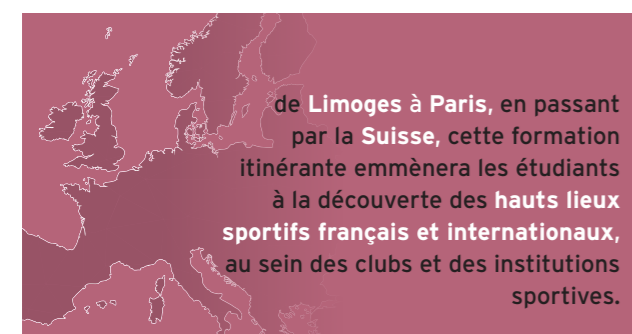 de Limoges à Paris, en passant
par la Suisse, cette formation
itinérante emmènera les étudiants
à la découverte des hauts lieux
sportifs français et internationaux,
au sein des clubs et des institutions
sportives.